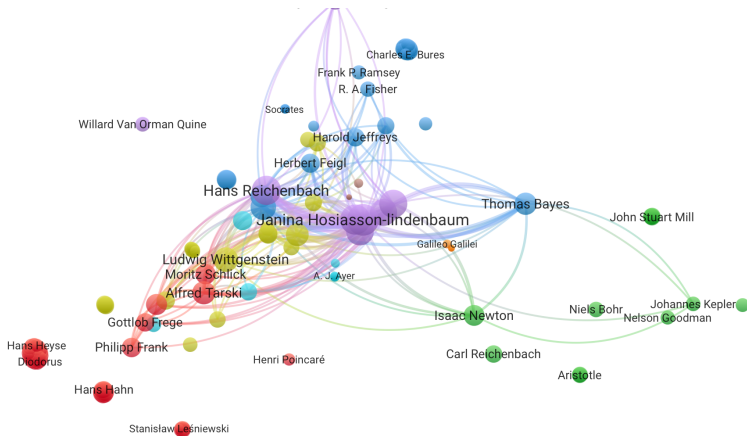 Charles E. Bures
Frank P. Ramsey
R. A. Fisher
Socrates
Willard Van Orman Quine
Harold Jeffreys
Herbert Feigl
Hans Reichenbach
Thomas Bayes
Janina Hosiasson-lindenbaum
John Stuart Mill
Galileo Galilei
Ludwig Wittgenstein
Moritz Schlick
A. J. Ayer
Alfred Tarski
Johannes Kepler
Niels Bohr
Isaac Newton
Nelson Goodman
Gottlob Frege
Hans Heyse
Philipp Frank
Carl Reichenbach
Diodorus
Henri Poincaré
Aristotle
Hans Hahn
Stanisław Leśniewski